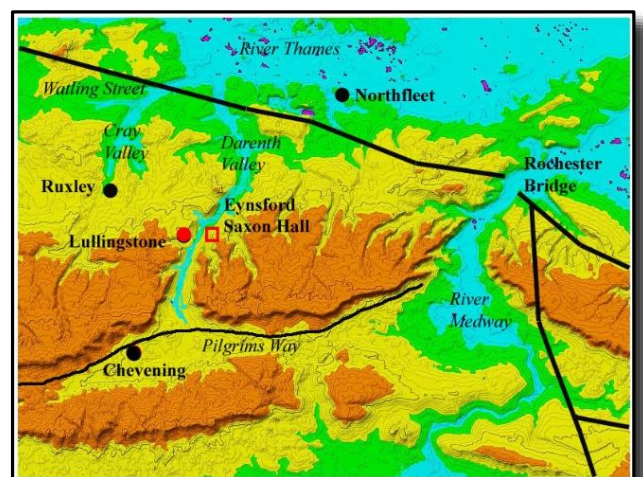 River Thames
Watling Street
Northfleet
Cray
Valley
Darenth
Valley
Rochester
Bridge
Ruxley
Eynsford
Saxon Hall
Lullingstone
River
Medway
Pilgrims Way
Chevening